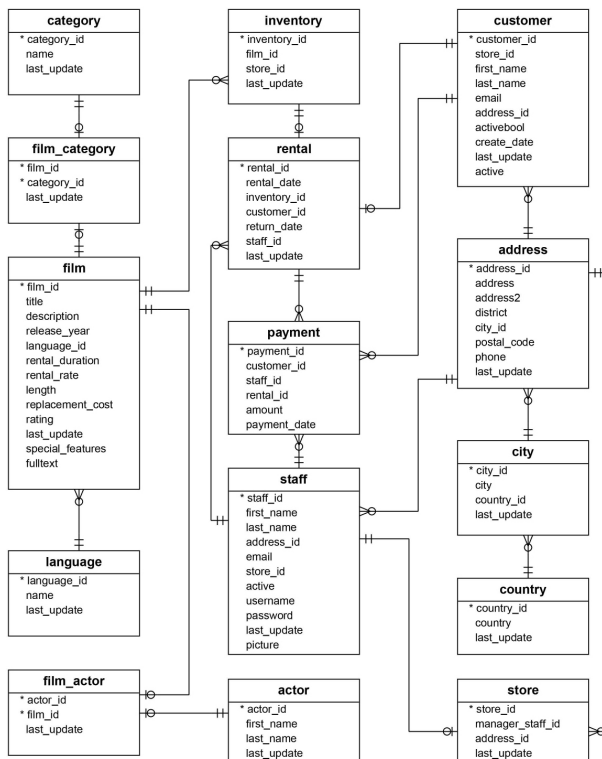 category
* category_id
name
last_update
film_category
* film_id
* category_id
last_update
film
* film_id
title
description
release_year
language_id
rental_duration
rental_rate
length
replacement_cost
rating
last_update
special_features
fulltext
language
* language_id
name
last_update
film_actor
* actor_id
* film_id
last_update
inventory
* inventory_id
film_id
store_id
last_update
rental
* rental_id
rental_date
inventory_id
customer_id
return_date
staff_id
last_update
payment
* payment_id
customer_id
staff_id
rental_id
amount
payment_date
staff
* staff_id
first_name
last_name
address_id
email
store_id
active
username
password
last_update
picture
actor
* actor_id
first_name
last_name
last_update
customer
* customer_id
store_id
first_name
last_name
email
address_id
activebool
create_date
last_update
active
address
* address_id
address
address2
district
city_id
postal_code
phone
last_update
city
* city_id
city
country_id
last_update
country
* country_id
country
last_update
store
* store_id
manager_staff_id
address_id
last_update